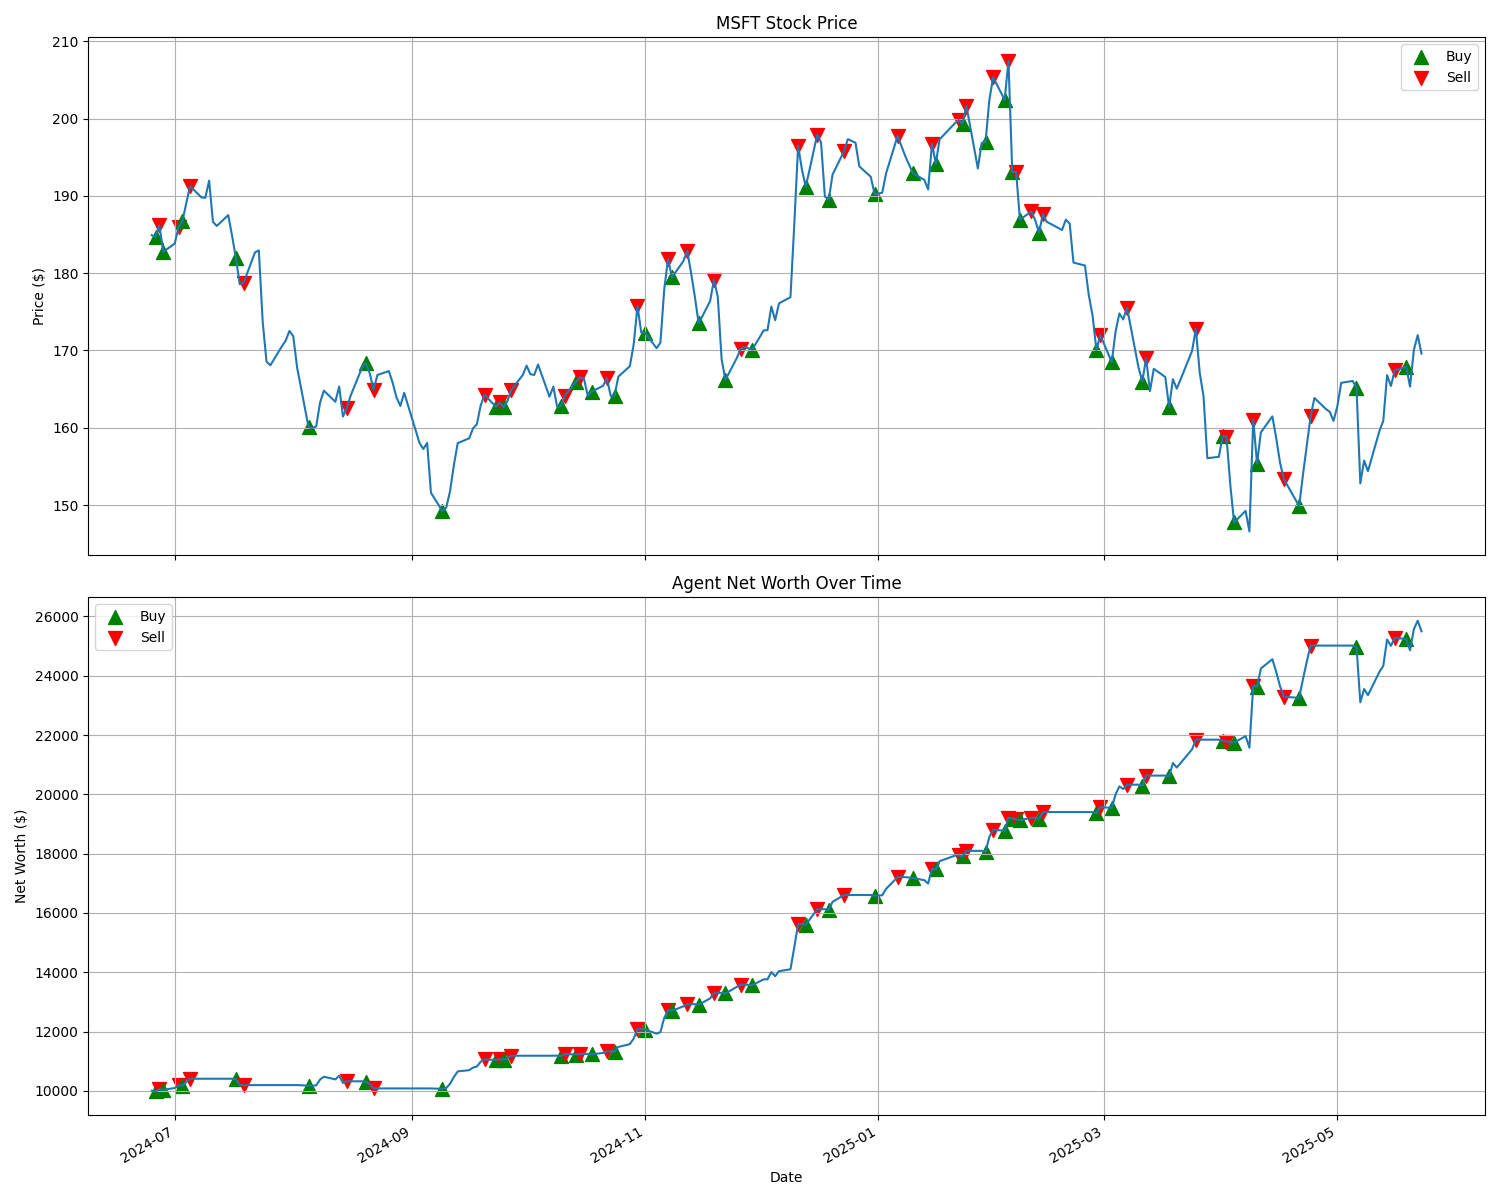 MSFT Stock Price
Price ($)
210
200
190
180
170
160
150
Buy
Sell
Agent Net Worth Over Time
Net Worth ($)
26000
24000
22000
20000
18000
16000
14000
12000
10000
Buy
Sell
2024-07
2024-09
2024-11
2025-01
2025-03
2025-05
Date